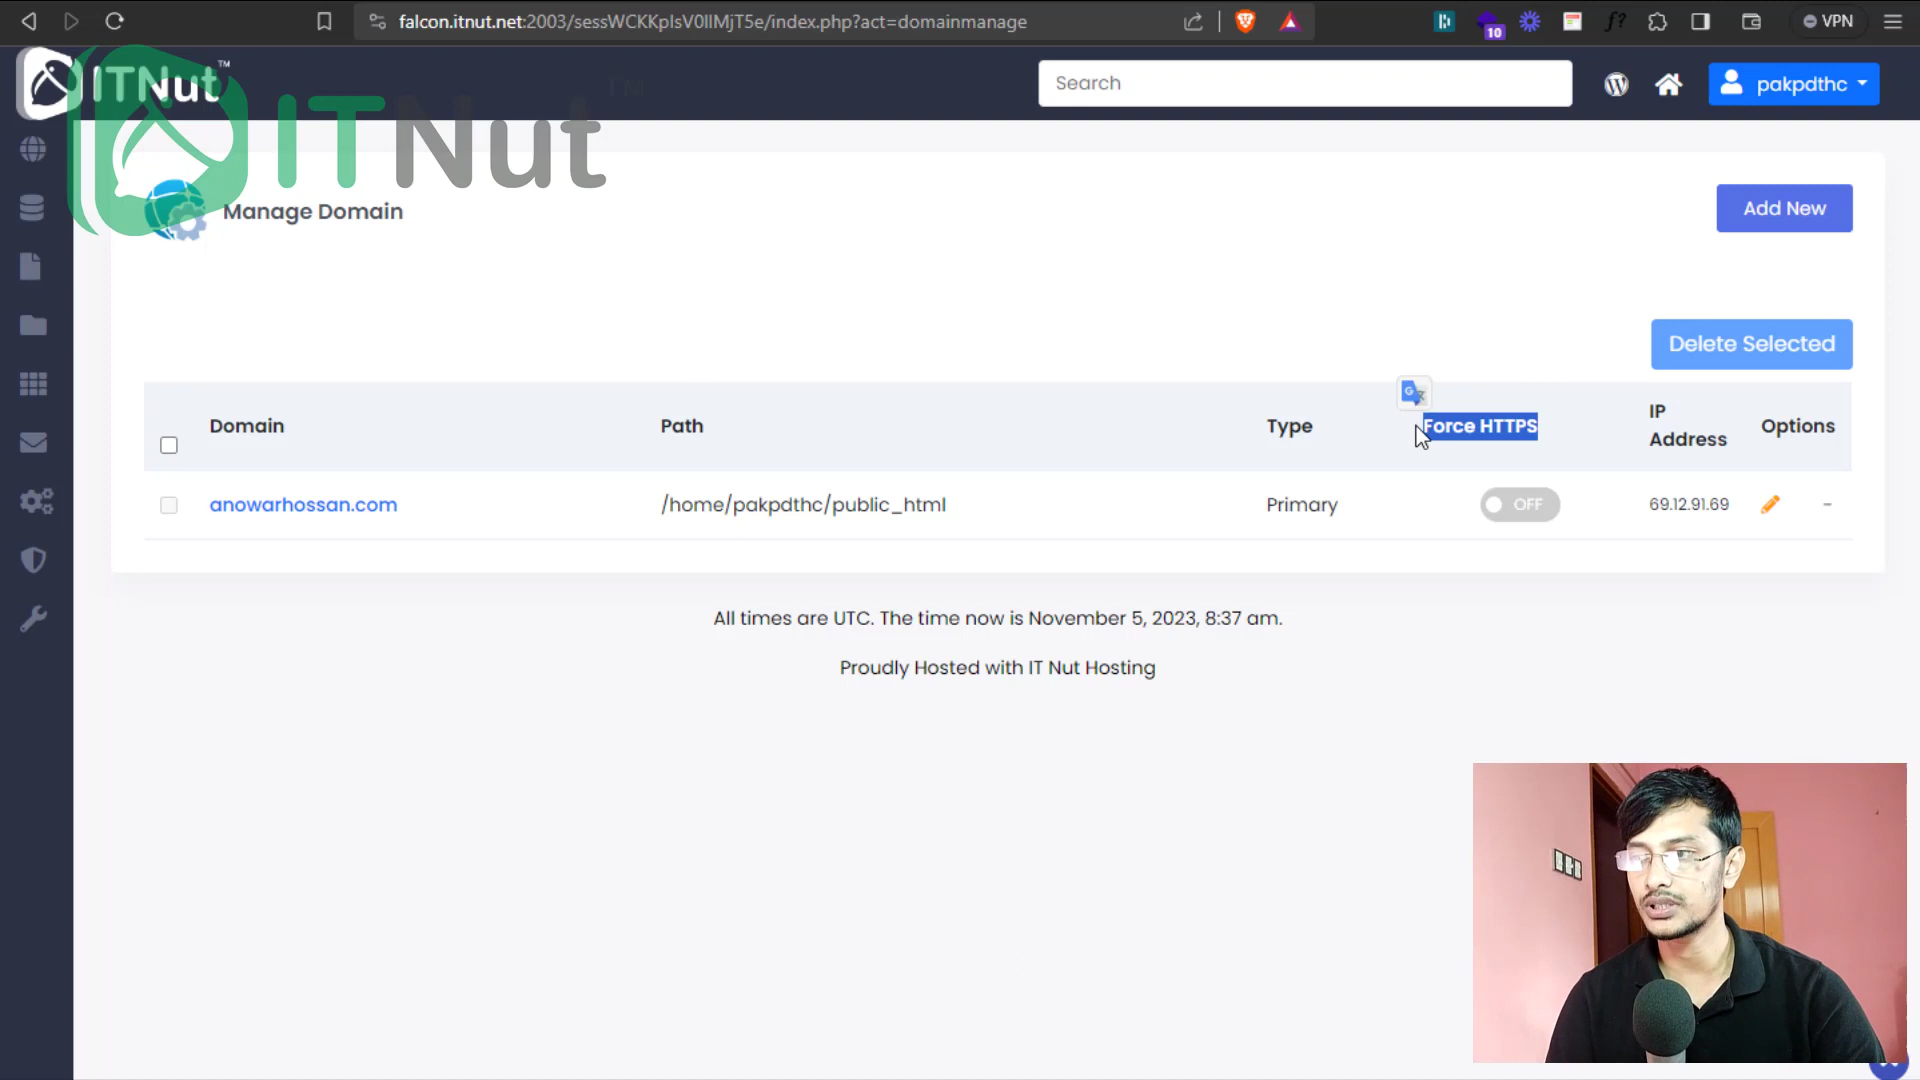 falcon.itnut.net:2003/sessWCKKpIsV0IlMjT5e/index.php?act=domainmanage
10
VPN
ITNut™
Search
pakpdthc
ITNut
Manage Domain
Add New
Delete Selected
Domain Path Type Force HTTPS IP Address Options
anowarhossan.com /home/pakpdthc/public_html Primary OFF 69.12.91.69 -
All times are UTC. The time now is November 5, 2023, 8:37 am.
Proudly Hosted with IT Nut Hosting